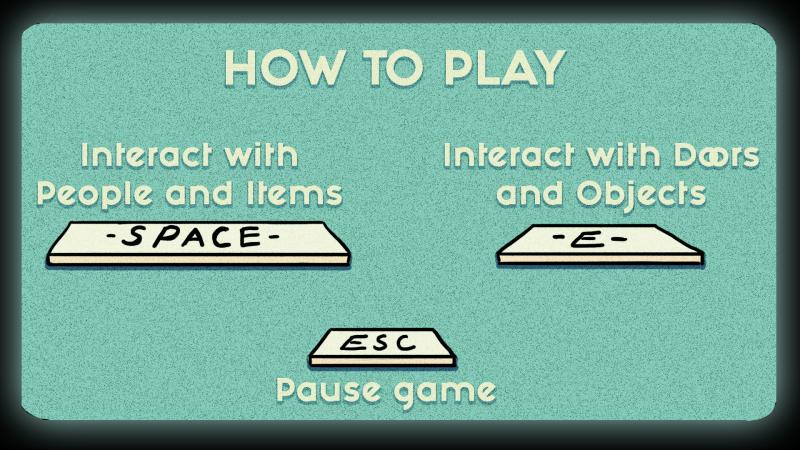 HOW TO PLAY
Interact with
People and Items
-SPACE-
Interact with Doors
and Objects
-E-
ESC
Pause game